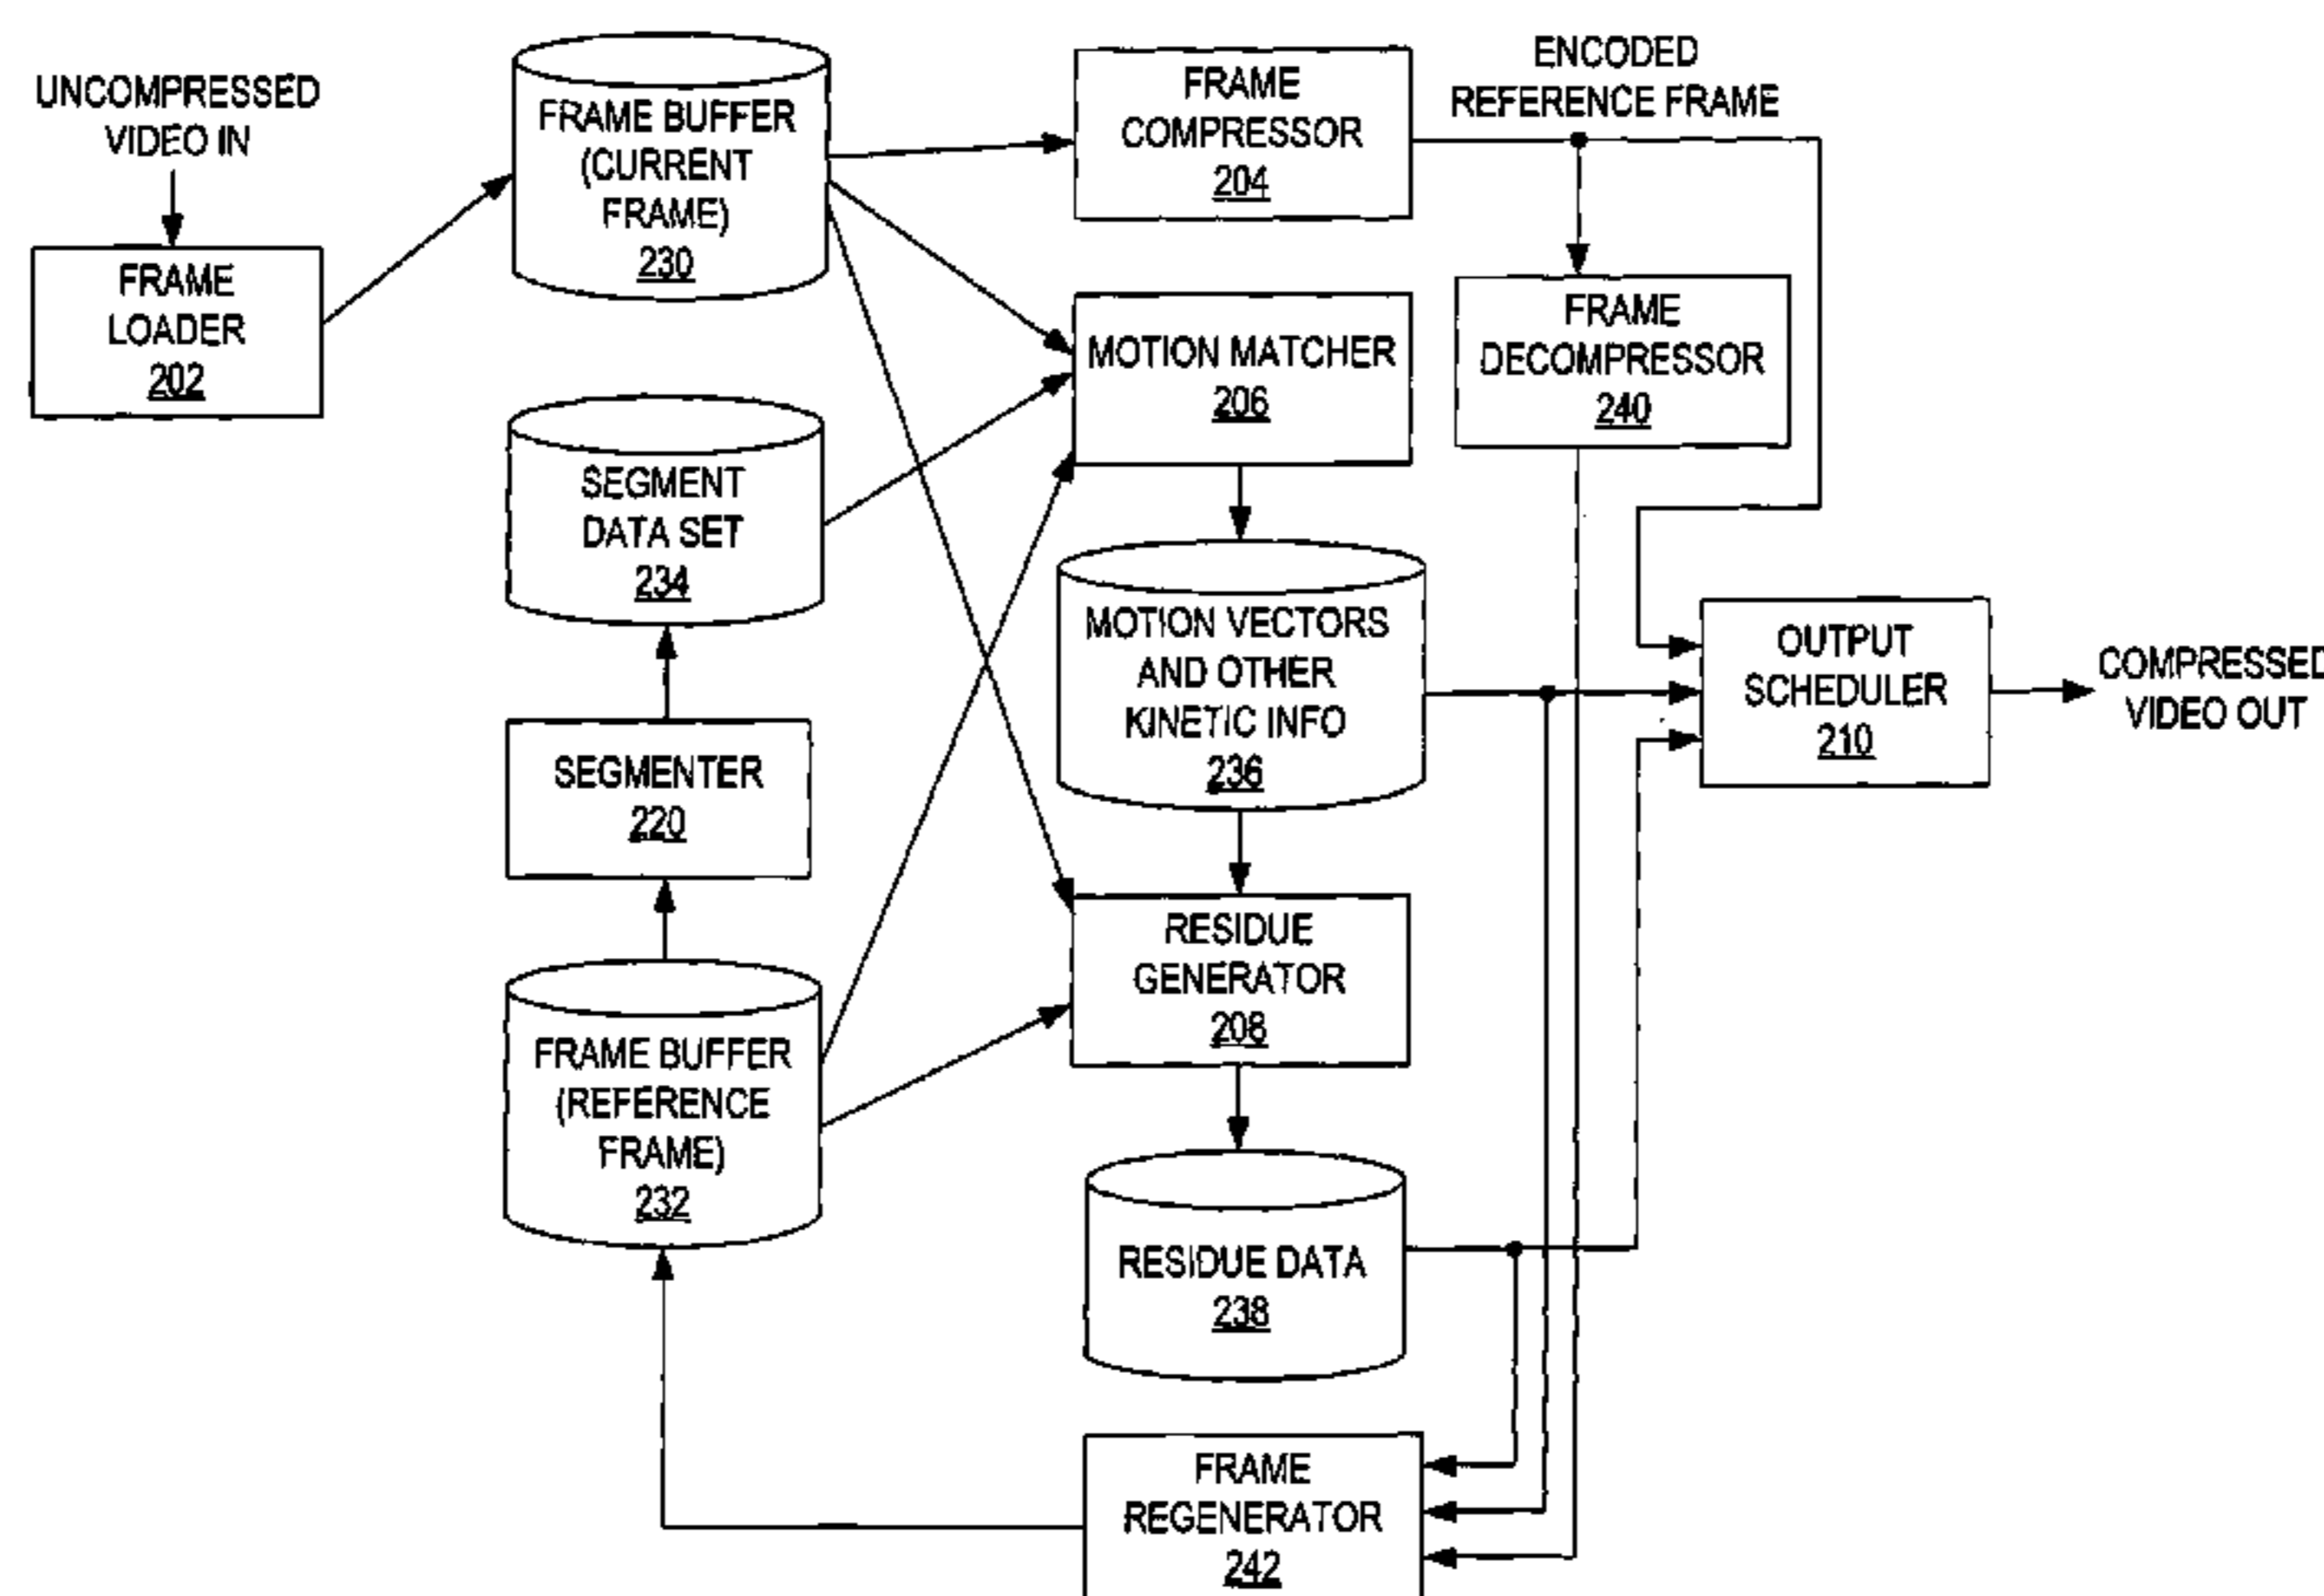 UNCOMPRESSED
VIDEO IN
FRAME
LOADER
202
FRAME BUFFER
(CURRENT
FRAME)
230
FRAME
COMPRESSOR
204
ENCODED
REFERENCE FRAME
FRAME
DECOMPRESSOR
240
MOTION MATCHER
206
SEGMENT
DATA SET
234
MOTION VECTORS
AND OTHER
KINETIC INFO
236
OUTPUT
SCHEDULER
210
COMPRESSED
VIDEO OUT
SEGMENTER
220
RESIDUE
GENERATOR
208
FRAME BUFFER
(REFERENCE
FRAME)
232
RESIDUE DATA
238
FRAME
REGENERATOR
242